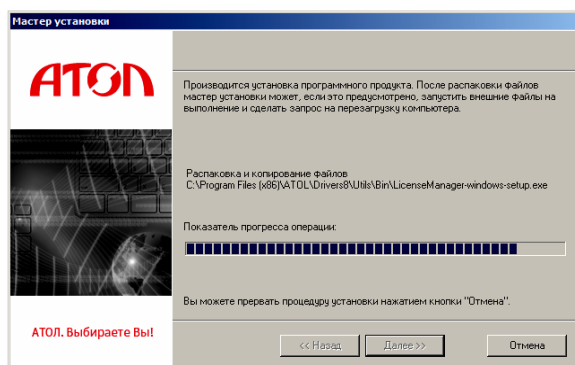 Мастер установки
АТОЛ
Производится установка программного продукта. После распаковки файлов
мастер установки может, если это предусмотрено, запустить внешние файлы на
выполнение и сделать запрос на перезагрузку компьютера.
Распаковка и копирование файлов
C:\Program Files (x86)\ATOL\Drivers8\Utils\Bin\LicenseManager-windows-setup.exe
Показатель прогресса операции:
Вы можете прервать процедуру установки нажатием кнопки "Отмена".
АТОЛ. Выбираете Вы!
<< Назад
Далее >>
Отмена